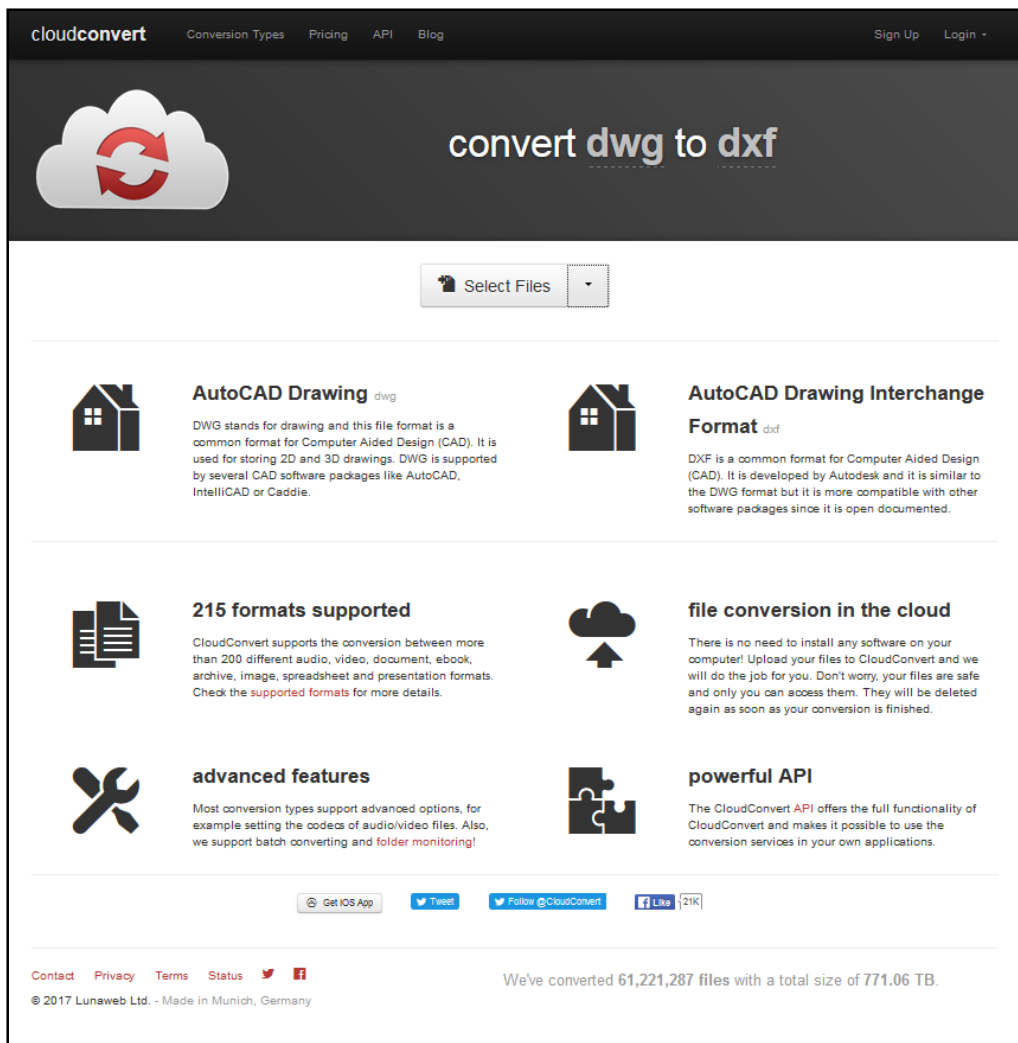 cloudconvert Conversion Types Pricing API Blog Sign Up Login
convert dwg to dxf
Select Files
AutoCAD Drawing dwg
DWG stands for drawing and this file format is a
common format for Computer Aided Design (CAD). It is
used for storing 2D and 3D drawings. DWG is supported
by several CAD software packages like AutoCAD,
IntelliCAD or Caddie.
AutoCAD Drawing Interchange
Format dxf
DXF is a common format for Computer Aided Design
(CAD). It is developed by Autodesk and it is similar to
the DWG format but it is more compatible with other
software packages since it is open documented.
215 formats supported
CloudConvert supports the conversion between more
than 200 different audio, video, document, ebook,
archive, image, spreadsheet and presentation formats.
Check the supported formats for more details.
file conversion in the cloud
There is no need to install any software on your
computer! Upload your files to CloudConvert and we
will do the job for you. Don't worry, your files are safe
and only you can access them. They will be deleted
again as soon as your conversion is finished.
advanced features
Most conversion types support advanced options, for
example setting the codecs of audio/video files. Also,
we support batch converting and folder monitoring!
powerful API
The CloudConvert API offers the full functionality of
CloudConvert and makes it possible to use the
conversion services in your own applications.
Get IOS App Tweet Follow @CloudConvert Like 21K
Contact Privacy Terms Status
© 2017 Lunaweb Ltd. - Made in Munich, Germany
We've converted 61,221,287 files with a total size of 771.06 TB.